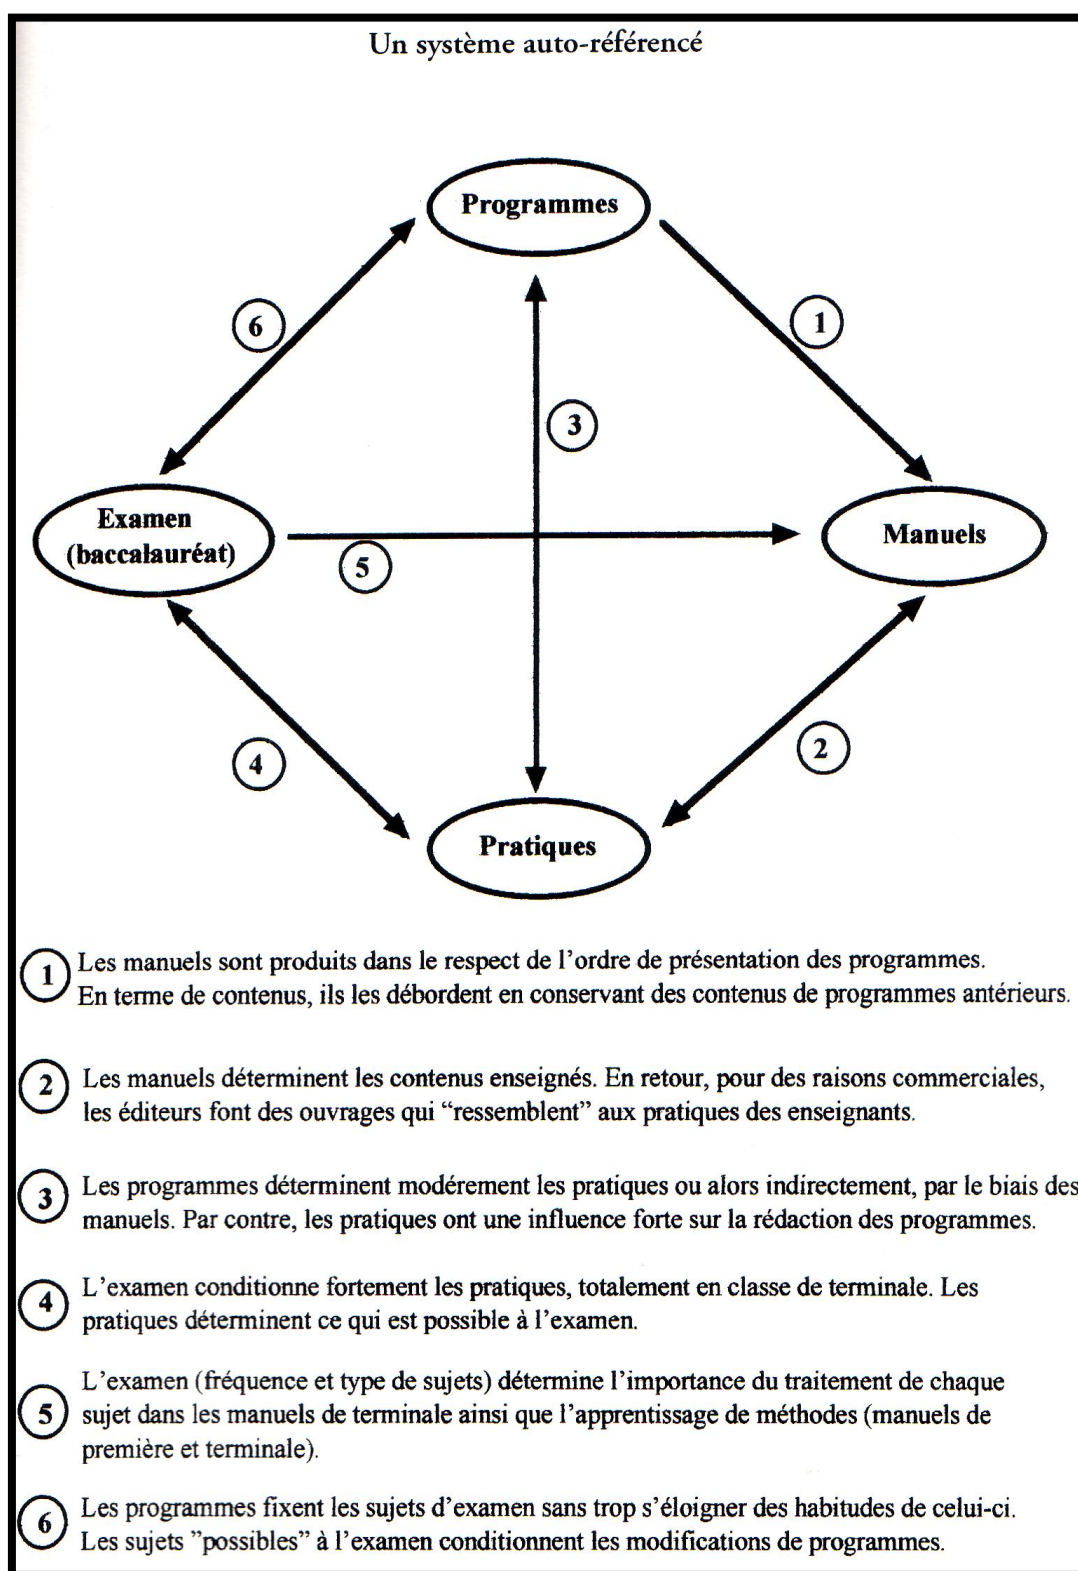 Un système auto-référencé
Programmes
6
1
3
Examen
(baccalauréat)
Manuels
5
4
2
Pratiques
1 Les manuels sont produits dans le respect de l'ordre de présentation des programmes.
En terme de contenus, ils les débordent en conservant des contenus de programmes antérieurs.
2 Les manuels déterminent les contenus enseignés. En retour, pour des raisons commerciales,
les éditeurs font des ouvrages qui “ressemblent” aux pratiques des enseignants.
3 Les programmes déterminent modérement les pratiques ou alors indirectement, par le biais des
manuels. Par contre, les pratiques ont une influence forte sur la rédaction des programmes.
4 L'examen conditionne fortement les pratiques, totalement en classe de terminale. Les
pratiques déterminent ce qui est possible à l'examen.
5 L'examen (fréquence et type de sujets) détermine l'importance du traitement de chaque
sujet dans les manuels de terminale ainsi que l'apprentissage de méthodes (manuels de
première et terminale).
6 Les programmes fixent les sujets d'examen sans trop s'éloigner des habitudes de celui-ci.
Les sujets ”possibles” à l'examen conditionnent les modifications de programmes.